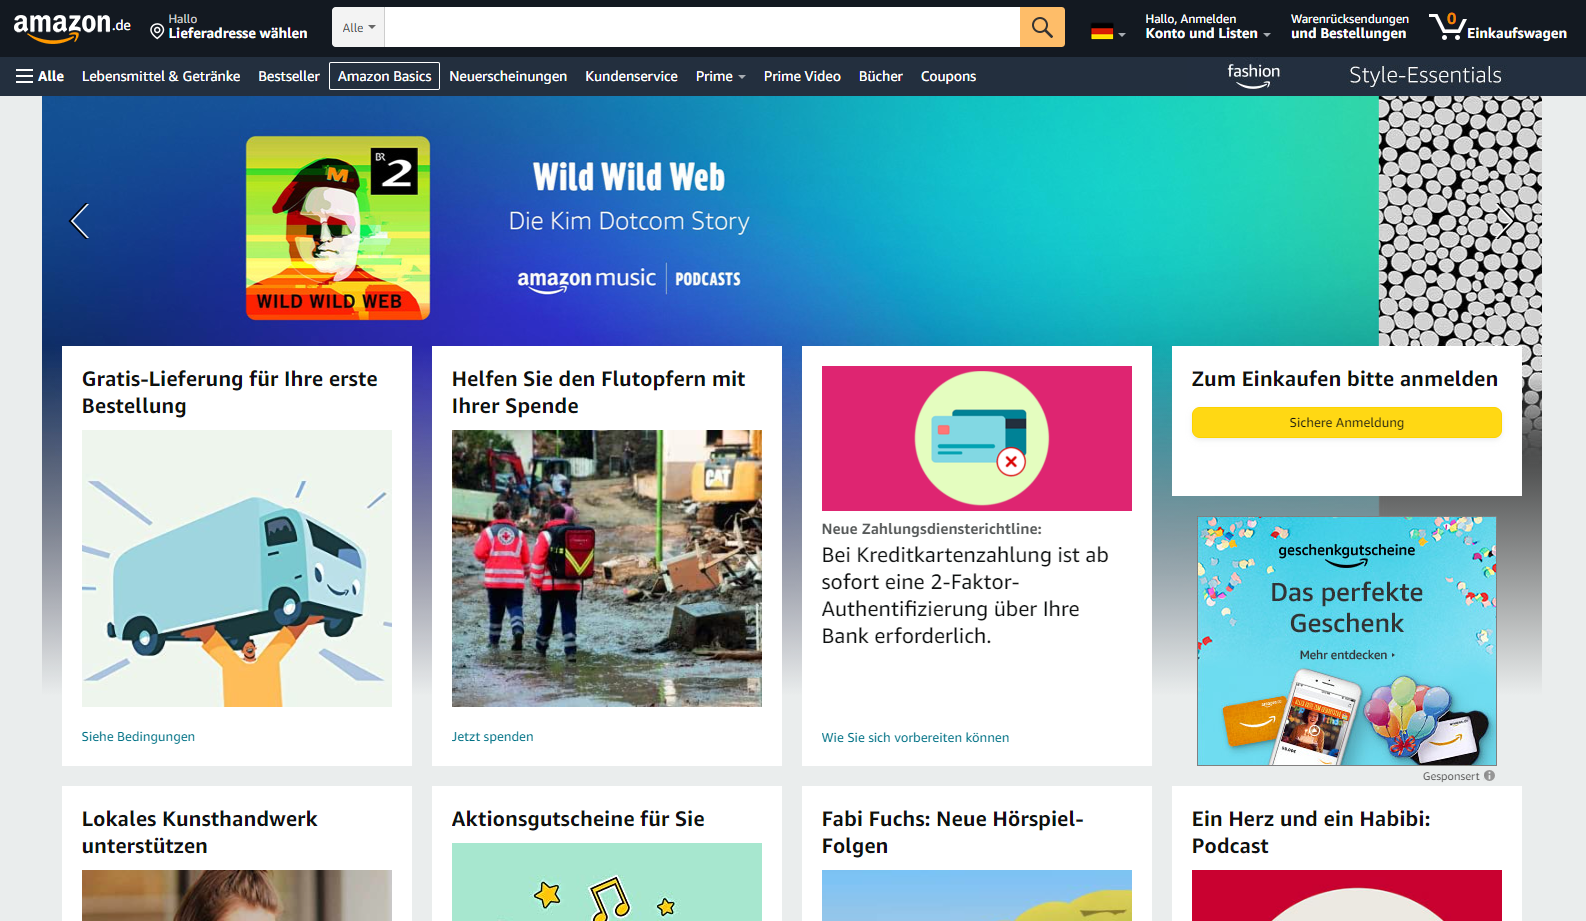 amazon.de
Hallo
Lieferadresse wählen
Alle
Hallo, Anmelden
Konto und Listen
Warenrücksendungen
und Bestellungen
0
Einkaufswagen
Alle
Lebensmittel & Getränke
Bestseller
Amazon Basics
Neuerscheinungen
Kundenservice
Prime
Prime Video
Bücher
Coupons
fashion
Style-Essentials
BR
2
M
WILD WILD WEB
Wild Wild Web
Die Kim Dotcom Story
amazon music
PODCASTS
Gratis-Lieferung für Ihre erste
Bestellung
Siehe Bedingungen
Helfen Sie den Flutopfern mit
Ihrer Spende
CAT
Jetzt spenden
Neue Zahlungsdiensterichtline:
Bei Kreditkartenzahlung ist ab
sofort eine 2-Faktor-
Authentifizierung über Ihre
Bank erforderlich.
Wie Sie sich vorbereiten können
Zum Einkaufen bitte anmelden
Sichere Anmeldung
geschenkgutscheine
Das perfekte
Geschenk
Mehr entdecken
Gesponsert
Lokales Kunsthandwerk
unterstützen
Aktionsgutscheine für Sie
Fabi Fuchs: Neue Hörspiel-
Folgen
Ein Herz und ein Habibi:
Podcast